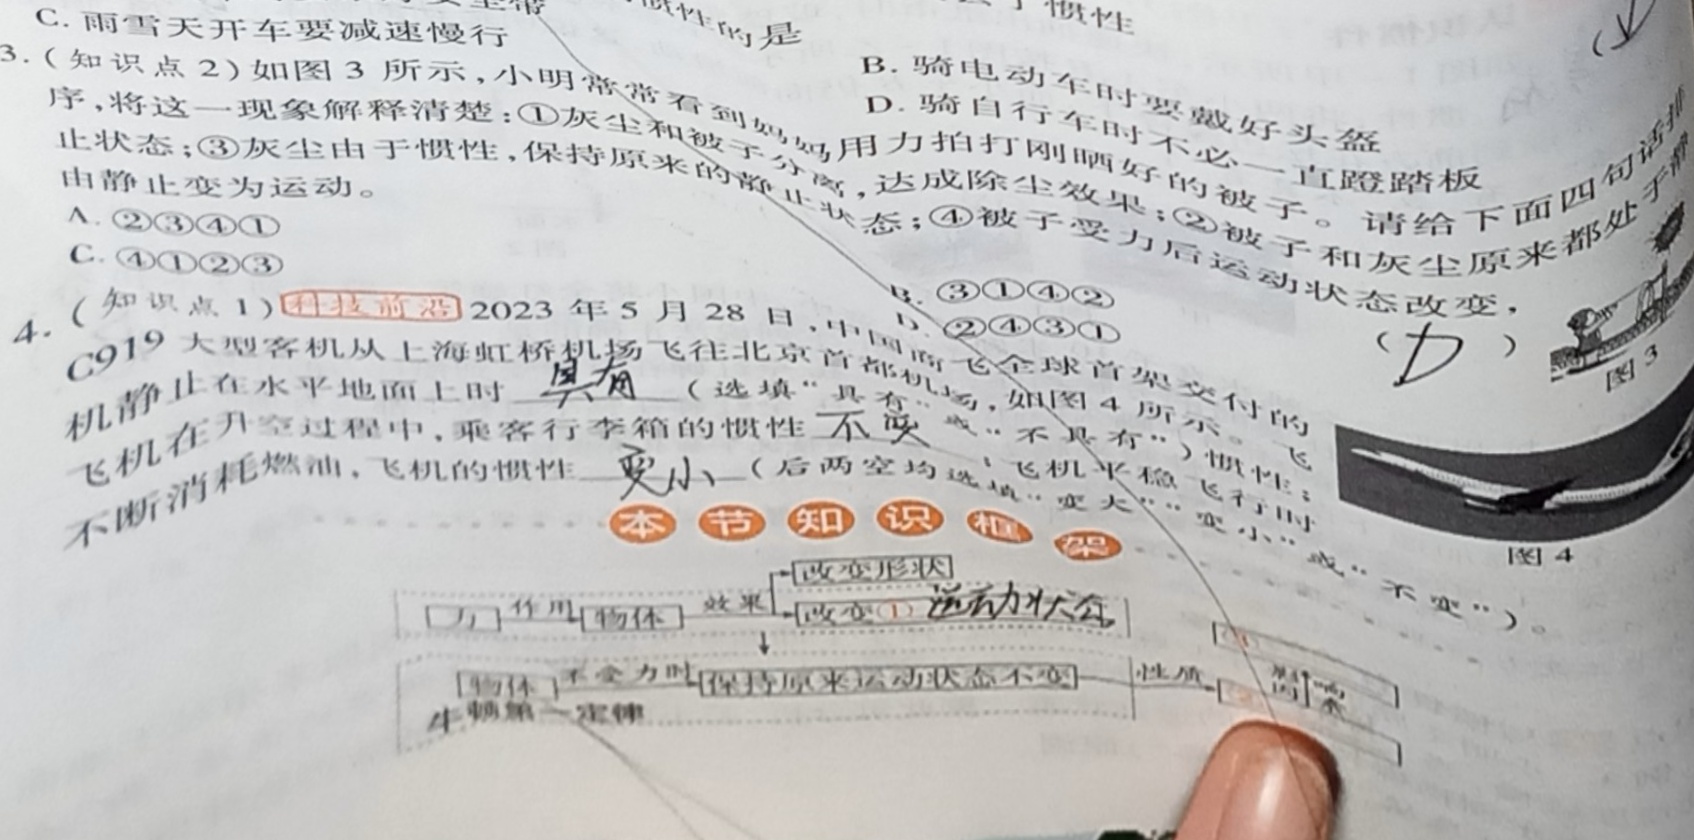 惯性的是
惯性
C. 雨雪天开车要减速慢行
B. 骑电动车时要戴好头盔
D. 骑自行车时不必一直蹬踏板
3. (知识点2)如图3所示,小明常常看到妈妈用力拍打刚晒好的被子。请给下面四句话排
序,将这一现象解释清楚:①灰尘和被子分离,达成除尘效果;②被子和灰尘原来都处于静
止状态;③灰尘由于惯性,保持原来的静止状态;④被子受力后运动状态改变,
由静止变为运动。
( D )
A. ②③④①
B. ③①④②
C. ④①②③
D. ②④③①
图3
4. (知识点1) 科技前沿 2023年5月28日,中国商飞全球首架交付的
C919大型客机从上海虹桥机场飞往北京首都机场,如图4所示。飞
机静止在水平地面上时 具有 (选填“具有”或“不具有”)惯性;
飞机在升空过程中,乘客行李箱的惯性 不变 ;飞机平稳飞行时
不断消耗燃油,飞机的惯性 变小 (后两空均选填“变大”“变小”或“不变”)。
图4
本节知识框架
力 作用 物体 效果 改变形状
改变(1) 运动状态
物体 不受力时 保持原来运动状态不变 性质
牛顿第一定律
影响
因素